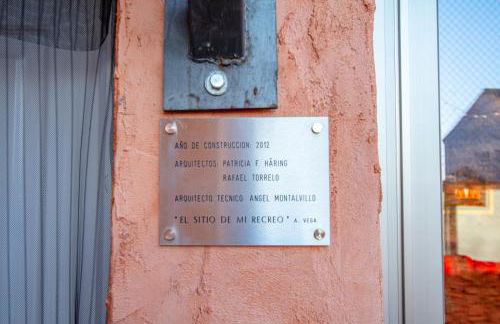 AÑO DE CONSTRUCCION: 2012
ARQUITECTOS: PATRICIA F. HÄRING
RAFAEL TORRELO
ARQUITECTO TECNICO: ANGEL MONTALVILLO
"EL SITIO DE MI RECREO" A. VEGA